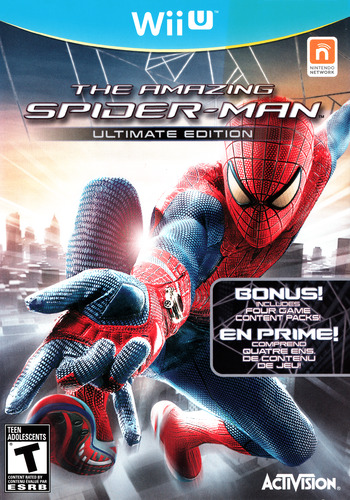 Wii U
NINTENDO
NETWORK
THE AMAZING
SPIDER-MAN
ULTIMATE EDITION
BONUS!
INCLUDES
FOUR GAME
CONTENT PACKS!
EN PRIME!
COMPREND
QUATRE ENS.
DE CONTENU
DE JEU!
TEEN
ADOLESCENTS
T
CONTENT RATED BY
CONTENU ÉVALUÉ PAR
ESRB
ACTIVISION